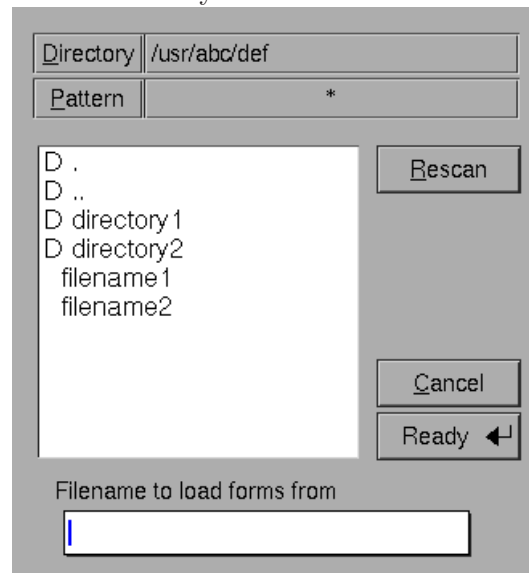 Directory /usr/abc/def
Pattern *
D .
Rescan
D ..
D directory1
D directory2
filename1
filename2
Cancel
Ready
Filename to load forms from